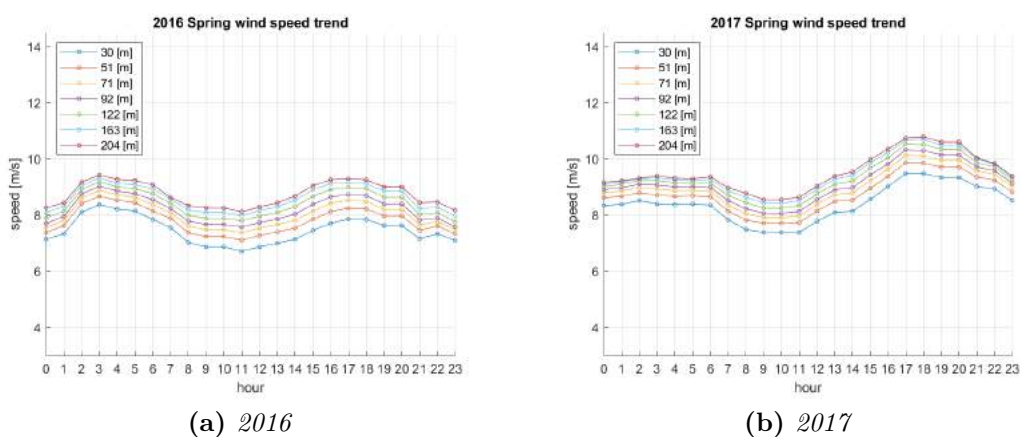 2016 Spring wind speed trend
14
12
10
8
6
4
speed [m/s]
30 [m]
51 [m]
71 [m]
92 [m]
122 [m]
163 [m]
204 [m]
0 1 2 3 4 5 6 7 8 9 10 11 12 13 14 15 16 17 18 19 20 21 22 23
hour
(a) 2016
2017 Spring wind speed trend
14
12
10
8
6
4
speed [m/s]
30 [m]
51 [m]
71 [m]
92 [m]
122 [m]
163 [m]
204 [m]
0 1 2 3 4 5 6 7 8 9 10 11 12 13 14 15 16 17 18 19 20 21 22 23
hour
(b) 2017